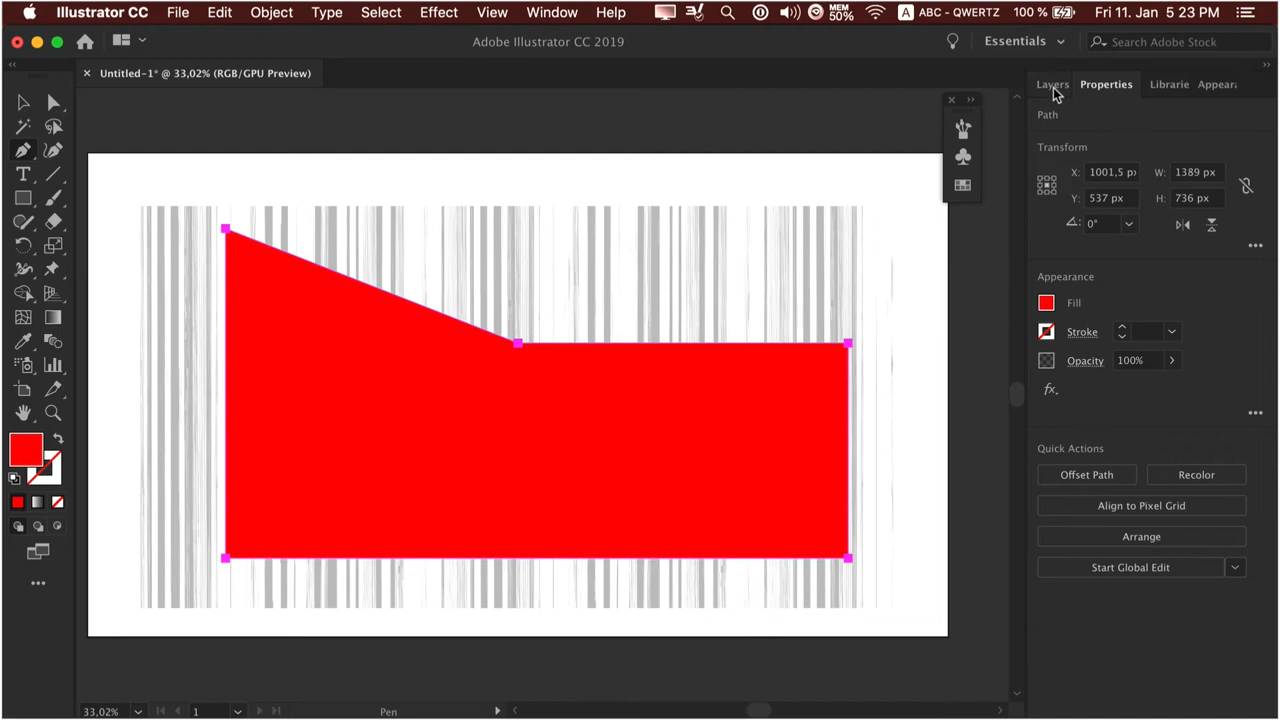 Illustrator CC File Edit Object Type Select Effect View Window Help MEM 50% A ABC - QWERTZ 100 % Fri 11. Jan 5 23 PM
Adobe Illustrator CC 2019 Essentials Search Adobe Stock
Untitled-1* @ 33,02% (RGB/GPU Preview)
Layers Properties Librarie Appeara
Path
Transform
X: 1001,5 px W: 1389 px
Y: 537 px H: 736 px
0°
Appearance
Fill
Stroke
Opacity 100%
fx.
Quick Actions
Offset Path Recolor
Align to Pixel Grid
Arrange
Start Global Edit
33,02% 1 Pen